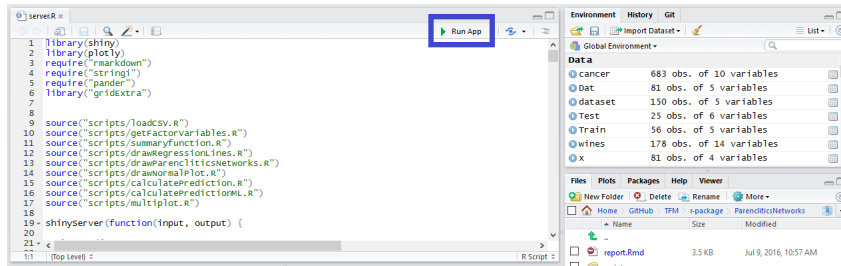 server.R
Run App
1 library(shiny)
2 library(plotly)
3 require("rmarkdown")
4 require("stringi")
5 require("pander")
6 library("gridExtra")
7
8
9 source("scripts/loadCSV.R")
10 source("scripts/getFactorVariables.R")
11 source("scripts/summaryfunction.R")
12 source("scripts/drawRegressionLines.R")
13 source("scripts/drawParencliticsNetworks.R")
14 source("scripts/drawNormalPlot.R")
15 source("scripts/calculatePrediction.R")
16 source("scripts/calculatePredictionML.R")
17 source("scripts/multiplot.R")
18
19 shinyServer(function(input, output) {
20
21
1:1 (Top Level) R Script
Environment History Git
Import Dataset List
Global Environment
Data
cancer 683 obs. of 10 variables
Dat 81 obs. of 5 variables
dataset 150 obs. of 5 variables
Test 25 obs. of 6 variables
Train 56 obs. of 5 variables
wines 178 obs. of 14 variables
x 81 obs. of 4 variables
Files Plots Packages Help Viewer
New Folder Delete Rename More
Home GitHub TFM r-package ParencliticsNetworks
Name Size Modified
..
report.Rmd 3.5 KB Jul 9, 2016, 10:57 AM